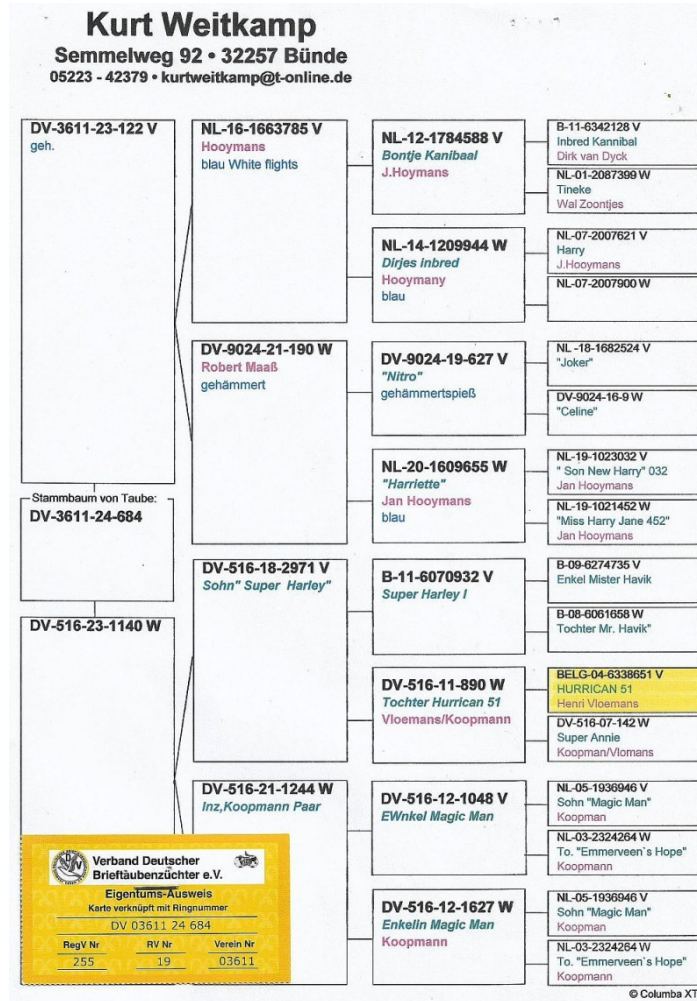 Kurt Weitkamp
Semmelweg 92 • 32257 Bünde
05223 - 42379 • kurtweitkamp@t-online.de
DV-3611-23-122 V
geh.
Stammbaum von Taube:
DV-3611-24-684
DV-516-23-1140 W
NL-16-1663785 V
Hooymans
blau White flights
DV-9024-21-190 W
Robert Maaß
gehämmert
DV-516-18-2971 V
Sohn" Super Harley"
DV-516-21-1244 W
Inz,Koopmann Paar
NL-12-1784588 V
Bontje Kanibaal
J.Hoymans
NL-14-1209944 W
Dirjes inbred
Hooymany
blau
DV-9024-19-627 V
"Nitro"
gehämmertspieß
NL-20-1609655 W
"Harriette"
Jan Hooymans
blau
B-11-6070932 V
Super Harley I
DV-516-11-890 W
Tochter Hurrican 51
Vloemans/Koopmann
DV-516-12-1048 V
EWnkel Magic Man
DV-516-12-1627 W
Enkelin Magic Man
Koopmann
B-11-6342128 V
Inbred Kannibal
Dirk van Dyck
NL-01-2087399 W
Tineke
Wal Zoontjes
NL-07-2007621 V
Harry
J.Hooymans
NL-07-2007900 W
NL -18-1682524 V
"Joker"
DV-9024-16-9 W
"Celine"
NL-19-1023032 V
" Son New Harry" 032
Jan Hooymans
NL-19-1021452 W
"Miss Harry Jane 452"
Jan Hooymans
B-09-6274735 V
Enkel Mister Havik
B-08-6061658 W
Tochter Mr. Havik"
BELG-04-6338651 V
HURRICAN 51
Henri Vloemans
DV-516-07-142 W
Super Annie
Koopman/Vlomans
NL-05-1936946 V
Sohn "Magic Man"
Koopman
NL-03-2324264 W
To. "Emmerveen`s Hope"
Koopmann
NL-05-1936946 V
Sohn "Magic Man"
Koopman
NL-03-2324264 W
To. "Emmerveen`s Hope"
Koopmann
Verband Deutscher
Brieftaubenzüchter e.V.
Eigentums-Ausweis
Karte verknüpft mit Ringnummer
DV 03611 24 684
RegV Nr RV Nr Verein Nr
255 19 03611
© Columba XT